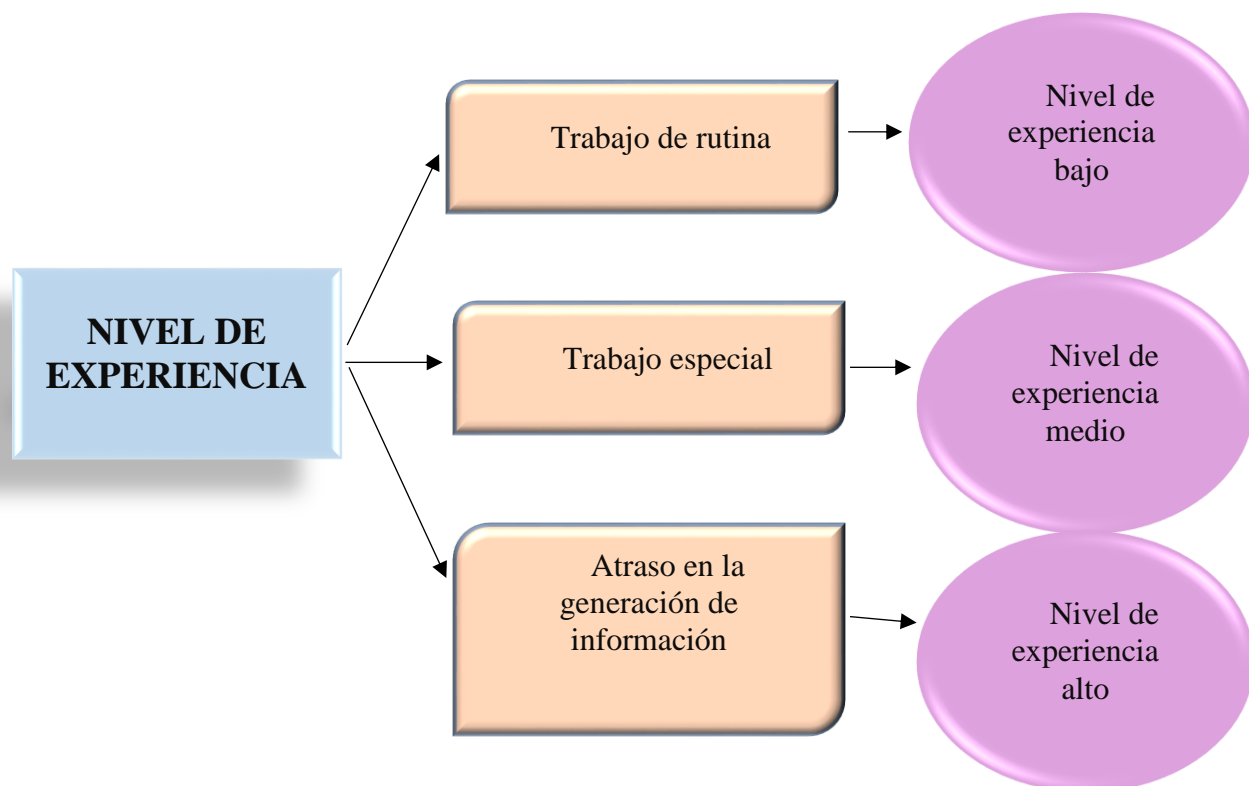 NIVEL DE
EXPERIENCIA
Trabajo de rutina
Nivel de
experiencia
bajo
Trabajo especial
Nivel de
experiencia
medio
Atraso en la
generación de
información
Nivel de
experiencia
alto